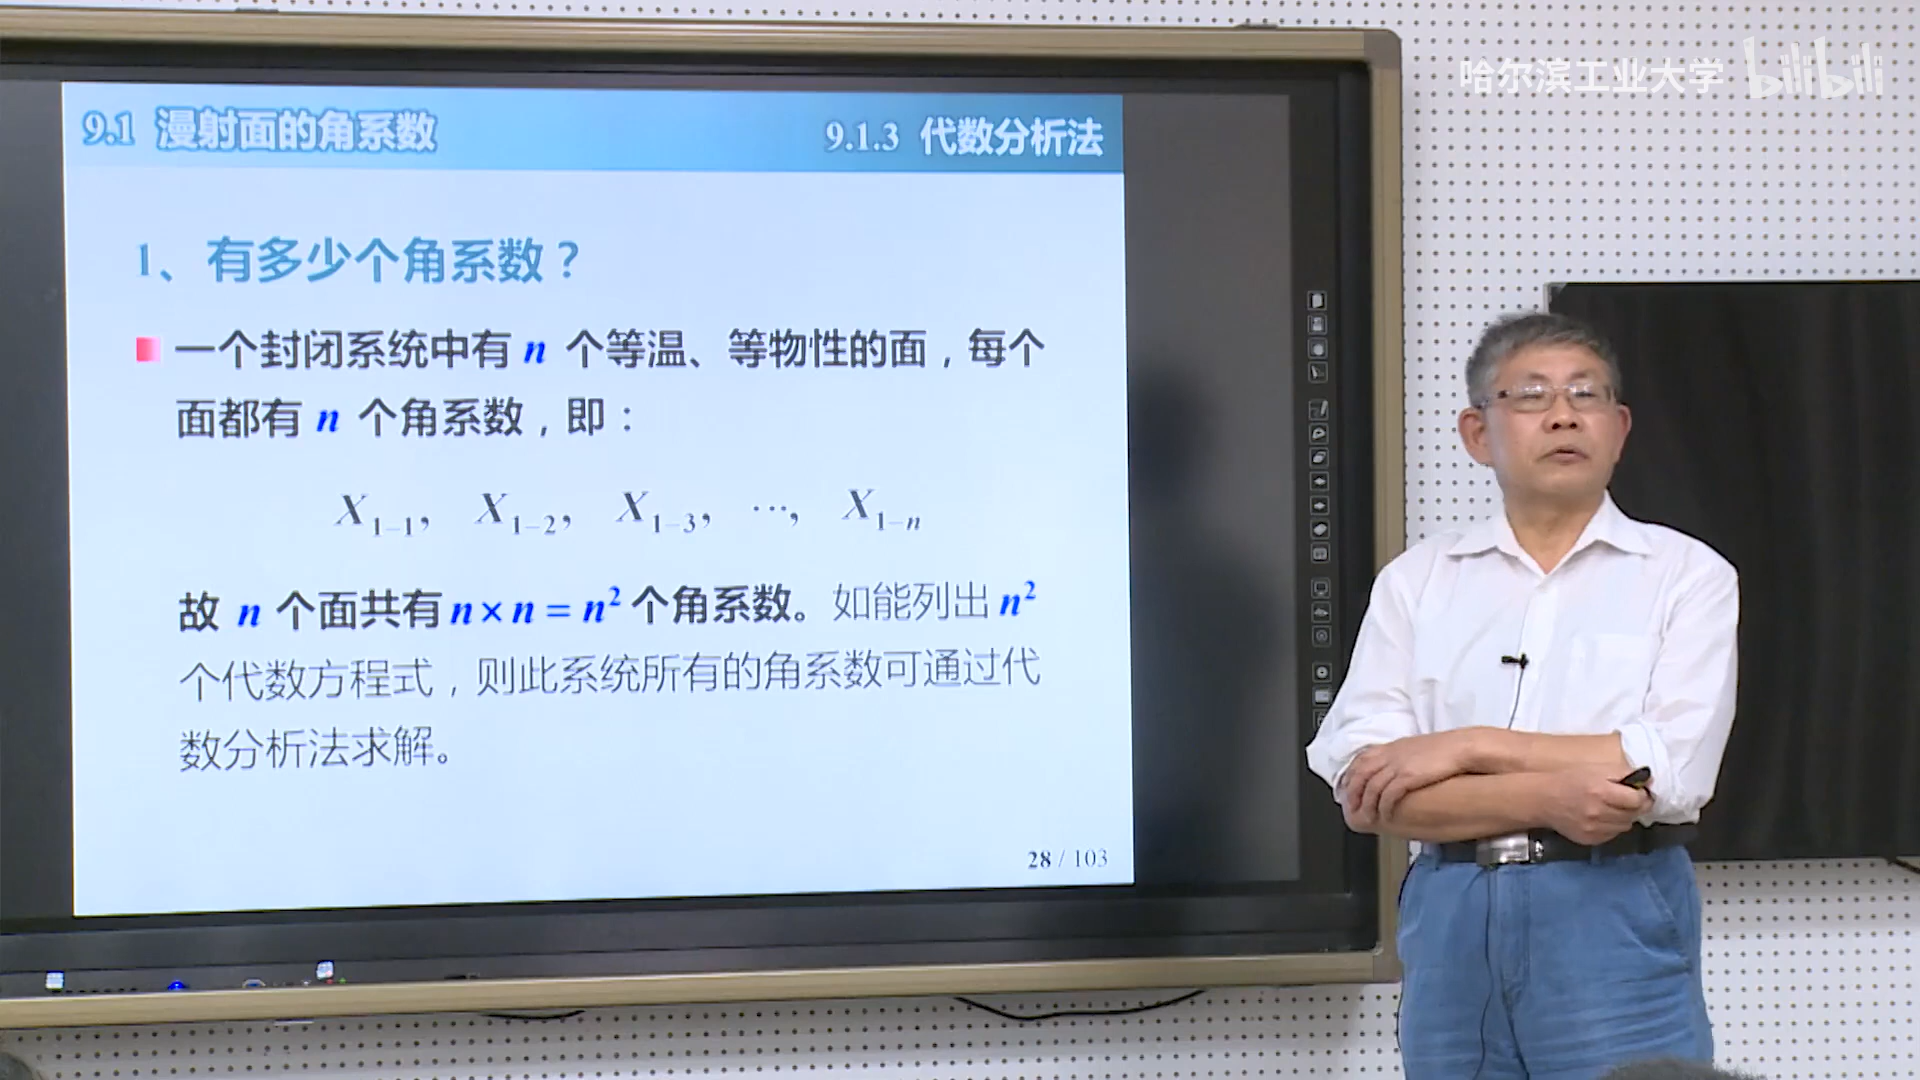 哈尔滨工业大学 bilibili
9.1 漫射面的角系数
9.1.3 代数分析法
1、有多少个角系数？
一个封闭系统中有 n 个等温、等物性的面，每个
面都有 n 个角系数，即：
X₁₋₁, X₁₋₂, X₁₋₃, ⋯, X₁₋ₙ
故 n 个面共有 n × n = n² 个角系数。如能列出 n²
个代数方程式，则此系统所有的角系数可通过代
数分析法求解。
28 / 103